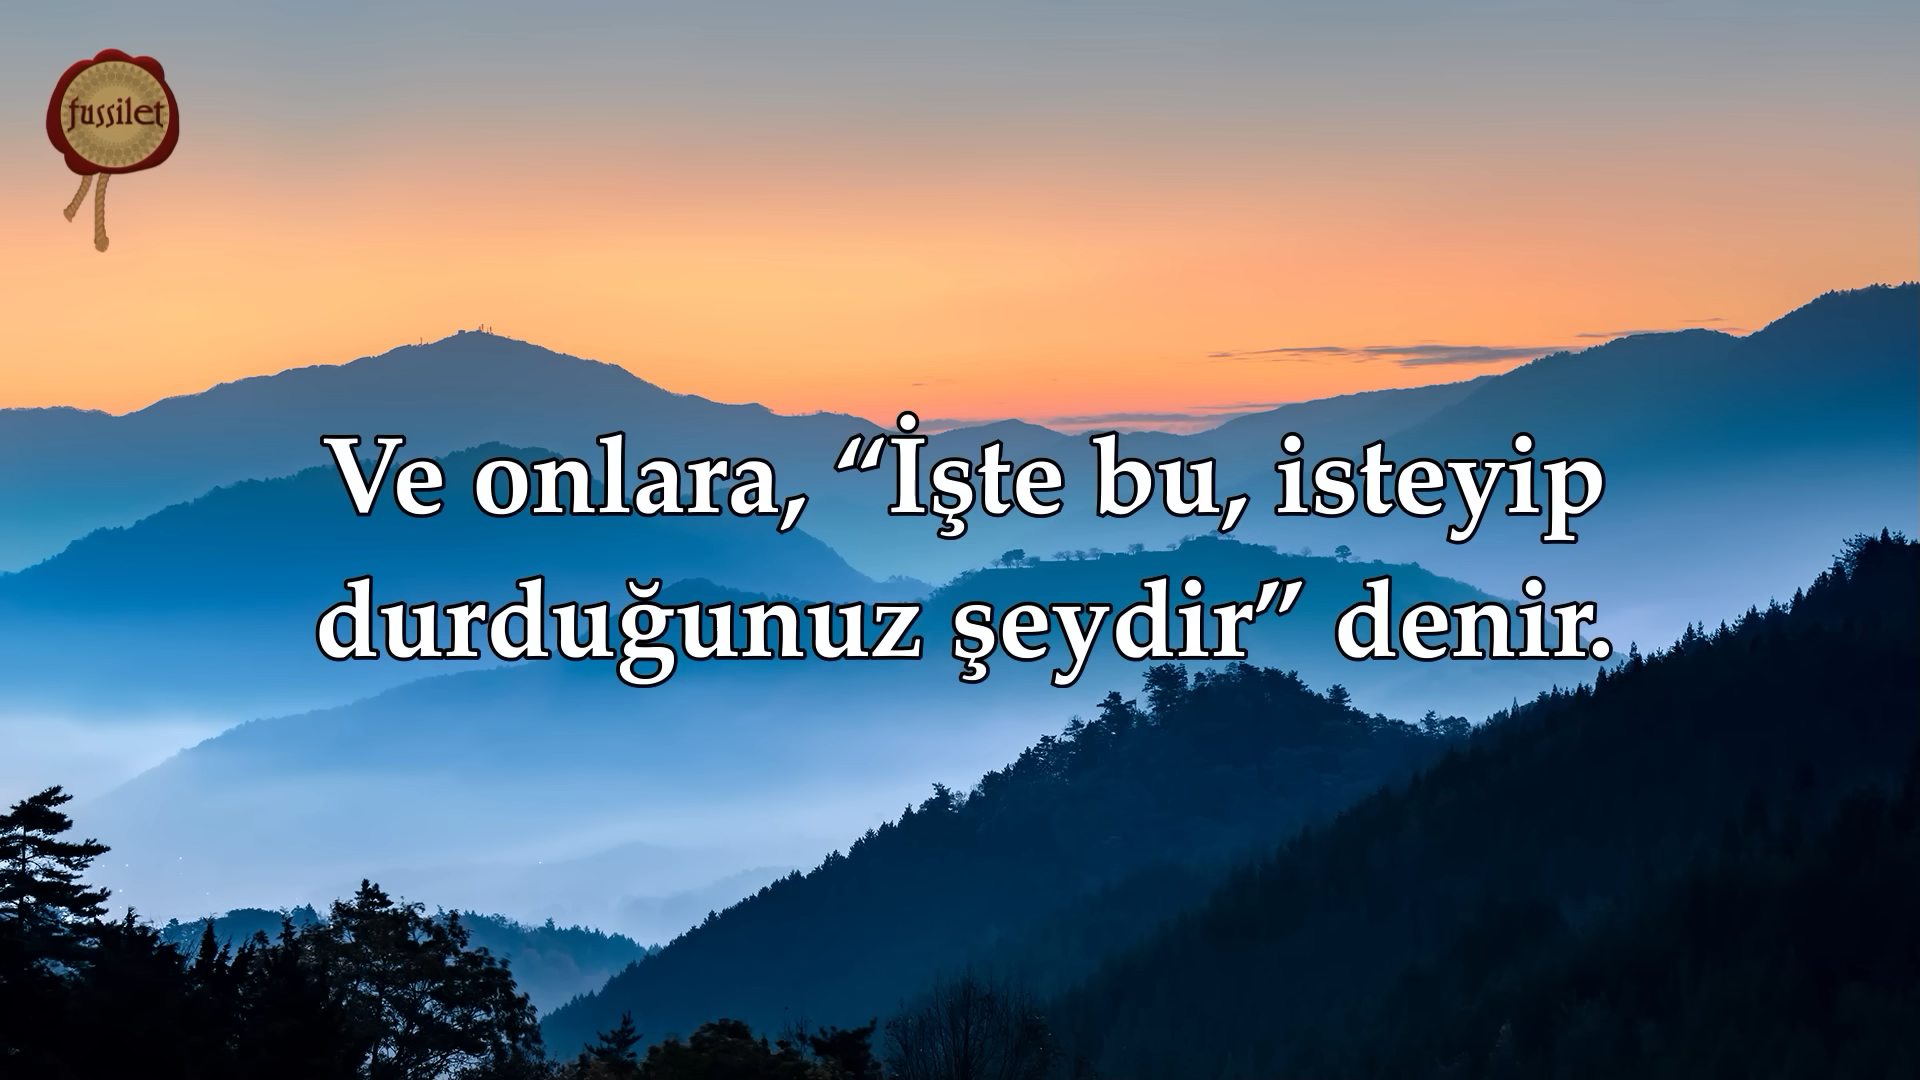 fussilet
Ve onlara, “İşte bu, isteyip
durduğunuz şeydir” denir.